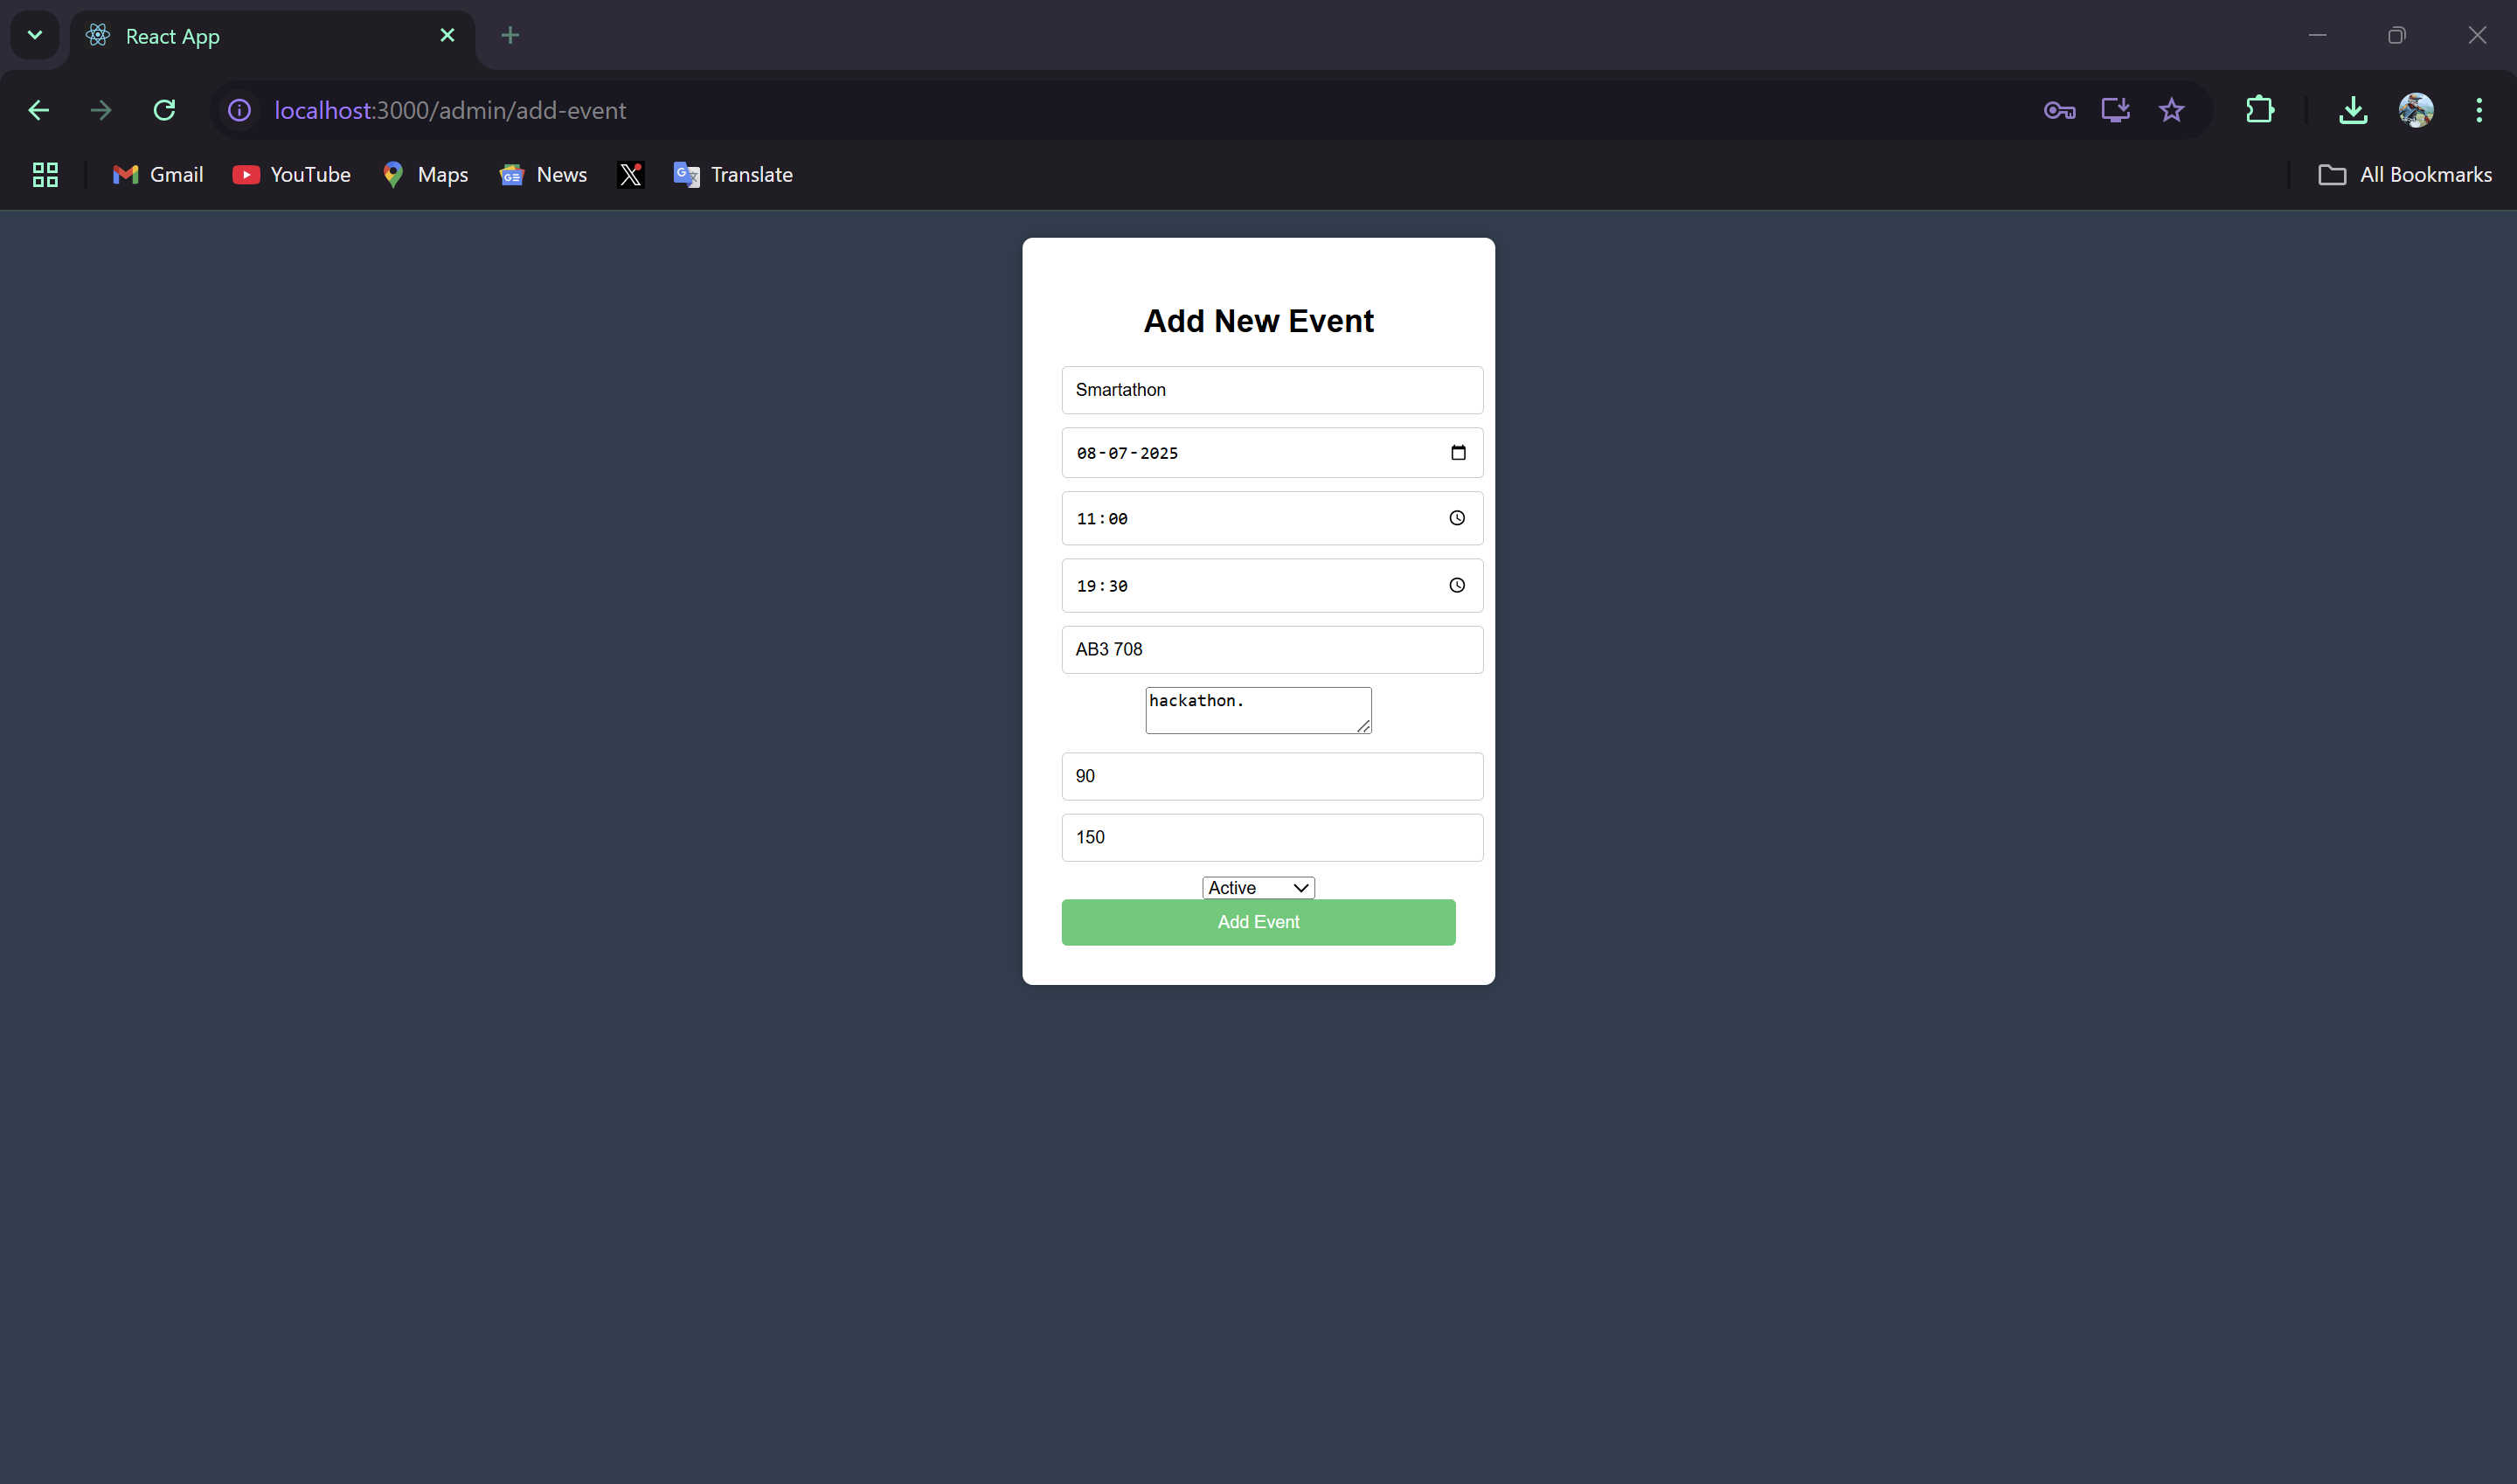 React App
localhost:3000/admin/add-event
Gmail YouTube Maps News X Translate All Bookmarks
Add New Event
Smartathon
08-07-2025
11:00
19:30
AB3 708
hackathon.
90
150
Active
Add Event